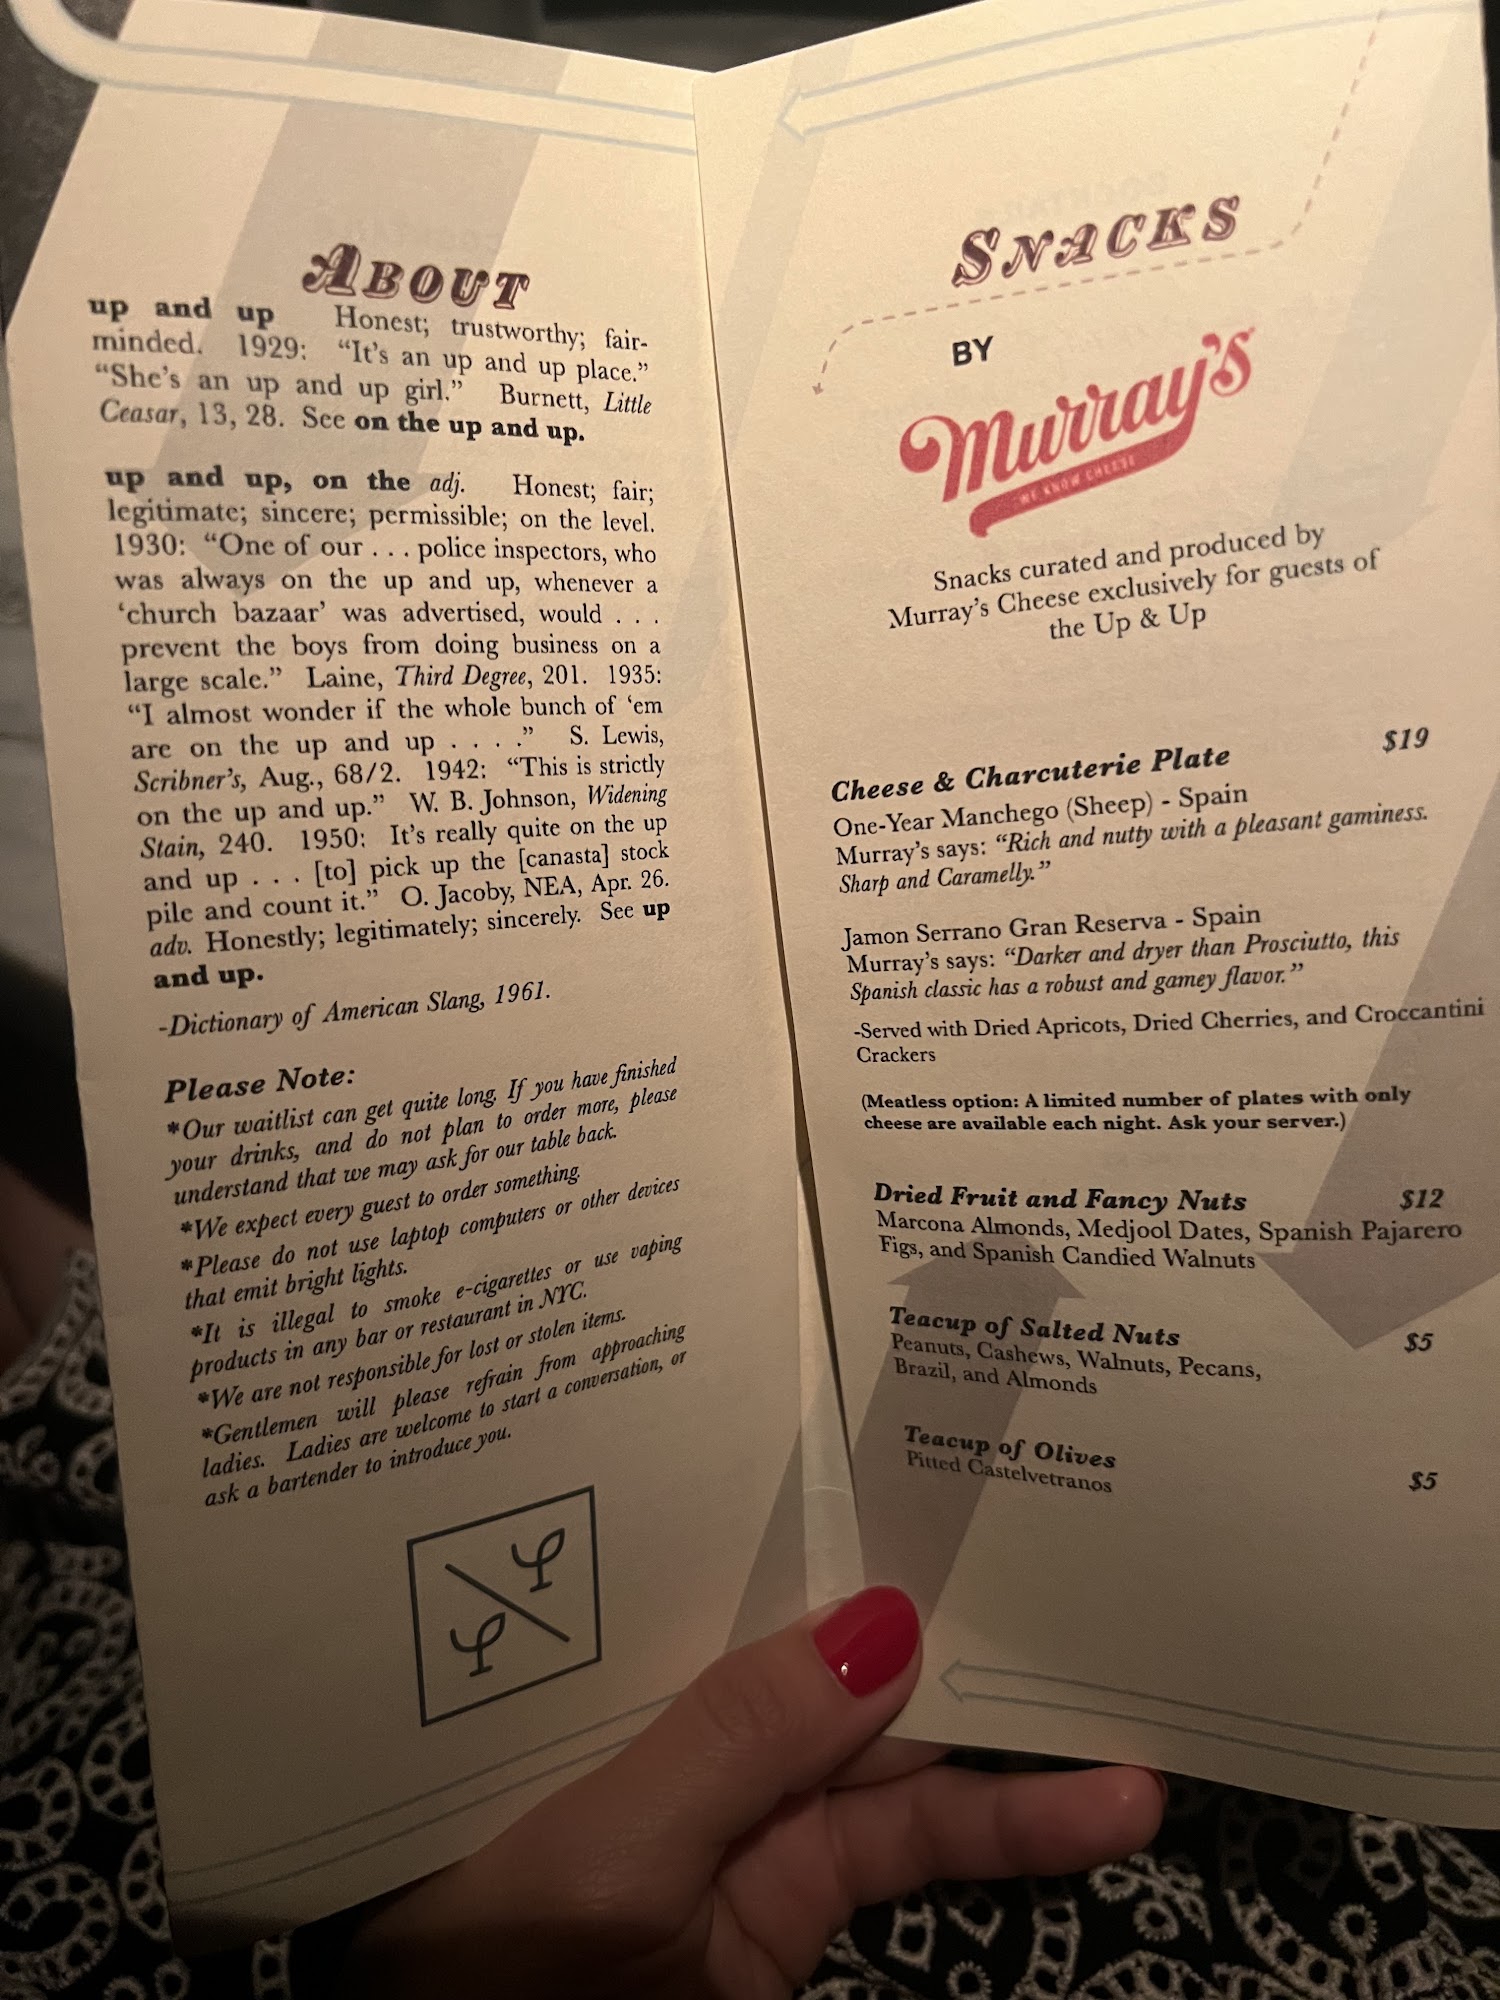 ABOUT
up and up Honest; trustworthy; fair-
minded. 1929: “It’s an up and up place.”
“She’s an up and up girl.” Burnett, Little
Ceasar, 13, 28. See on the up and up.
up and up, on the adj. Honest; fair;
legitimate; sincere; permissible; on the level.
1930: “One of our . . . police inspectors, who
was always on the up and up, whenever a
‘church bazaar’ was advertised, would . . .
prevent the boys from doing business on a
large scale.” Laine, Third Degree, 201. 1935:
“I almost wonder if the whole bunch of ‘em
are on the up and up . . . .” S. Lewis,
Scribner’s, Aug., 68/2. 1942: “This is strictly
on the up and up.” W. B. Johnson, Widening
Stain, 240. 1950: It’s really quite on the up
and up . . . [to] pick up the [canasta] stock
pile and count it.” O. Jacoby, NEA, Apr. 26.
adv. Honestly; legitimately; sincerely. See up
and up.
-Dictionary of American Slang, 1961.
Please Note:
*Our waitlist can get quite long. If you have finished
your drinks, and do not plan to order more, please
understand that we may ask for our table back.
*We expect every guest to order something.
*Please do not use laptop computers or other devices
that emit bright lights.
*It is illegal to smoke e-cigarettes or use vaping
products in any bar or restaurant in NYC.
*We are not responsible for lost or stolen items.
*Gentlemen will please refrain from approaching
ladies. Ladies are welcome to start a conversation, or
ask a bartender to introduce you.
SNACKS
BY
Murray’s
WE KNOW CHEESE
Snacks curated and produced by
Murray’s Cheese exclusively for guests of
the Up & Up
Cheese & Charcuterie Plate $19
One-Year Manchego (Sheep) - Spain
Murray’s says: “Rich and nutty with a pleasant gaminess.
Sharp and Caramelly.”
Jamon Serrano Gran Reserva - Spain
Murray’s says: “Darker and dryer than Prosciutto, this
Spanish classic has a robust and gamey flavor.”
-Served with Dried Apricots, Dried Cherries, and Croccantini
Crackers
(Meatless option: A limited number of plates with only
cheese are available each night. Ask your server.)
Dried Fruit and Fancy Nuts $12
Marcona Almonds, Medjool Dates, Spanish Pajarero
Figs, and Spanish Candied Walnuts
Teacup of Salted Nuts $5
Peanuts, Cashews, Walnuts, Pecans,
Brazil, and Almonds
Teacup of Olives $5
Pitted Castelvetranos